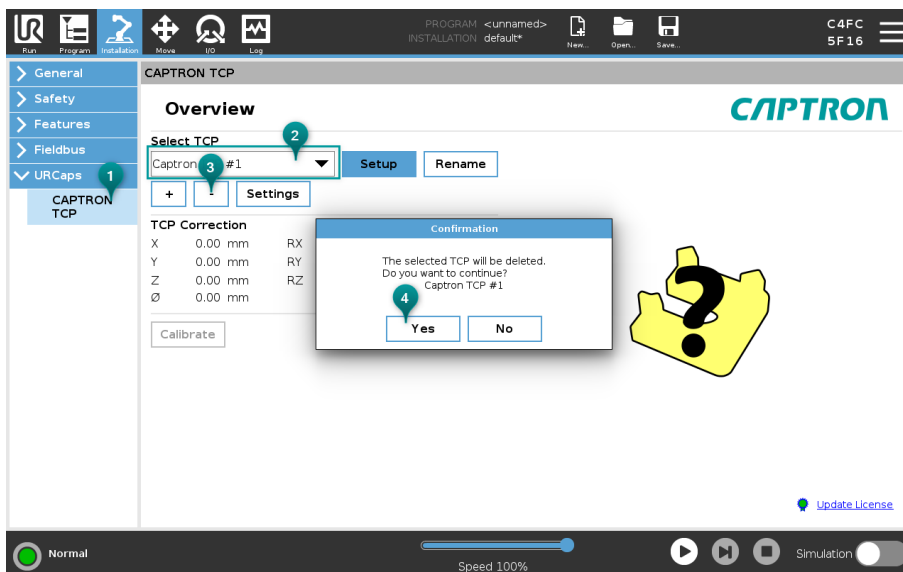 PROGRAM <unnamed>
INSTALLATION default*
C4FC
5F16
Run Program Installation Move I/O Log New... Open... Save...
General
CAPTRON TCP
Safety
Features
Fieldbus
URCaps
CAPTRON
TCP
1
Overview
CAPTRON
Select TCP
2
Captron #1
3
Setup
Rename
+
-
Settings
TCP Correction
X 0.00 mm RX
Y 0.00 mm RY
Z 0.00 mm RZ
Ø 0.00 mm
Calibrate
Confirmation
The selected TCP will be deleted.
Do you want to continue?
Captron TCP #1
4
Yes
No
?
Update License
Normal
Speed 100%
Simulation